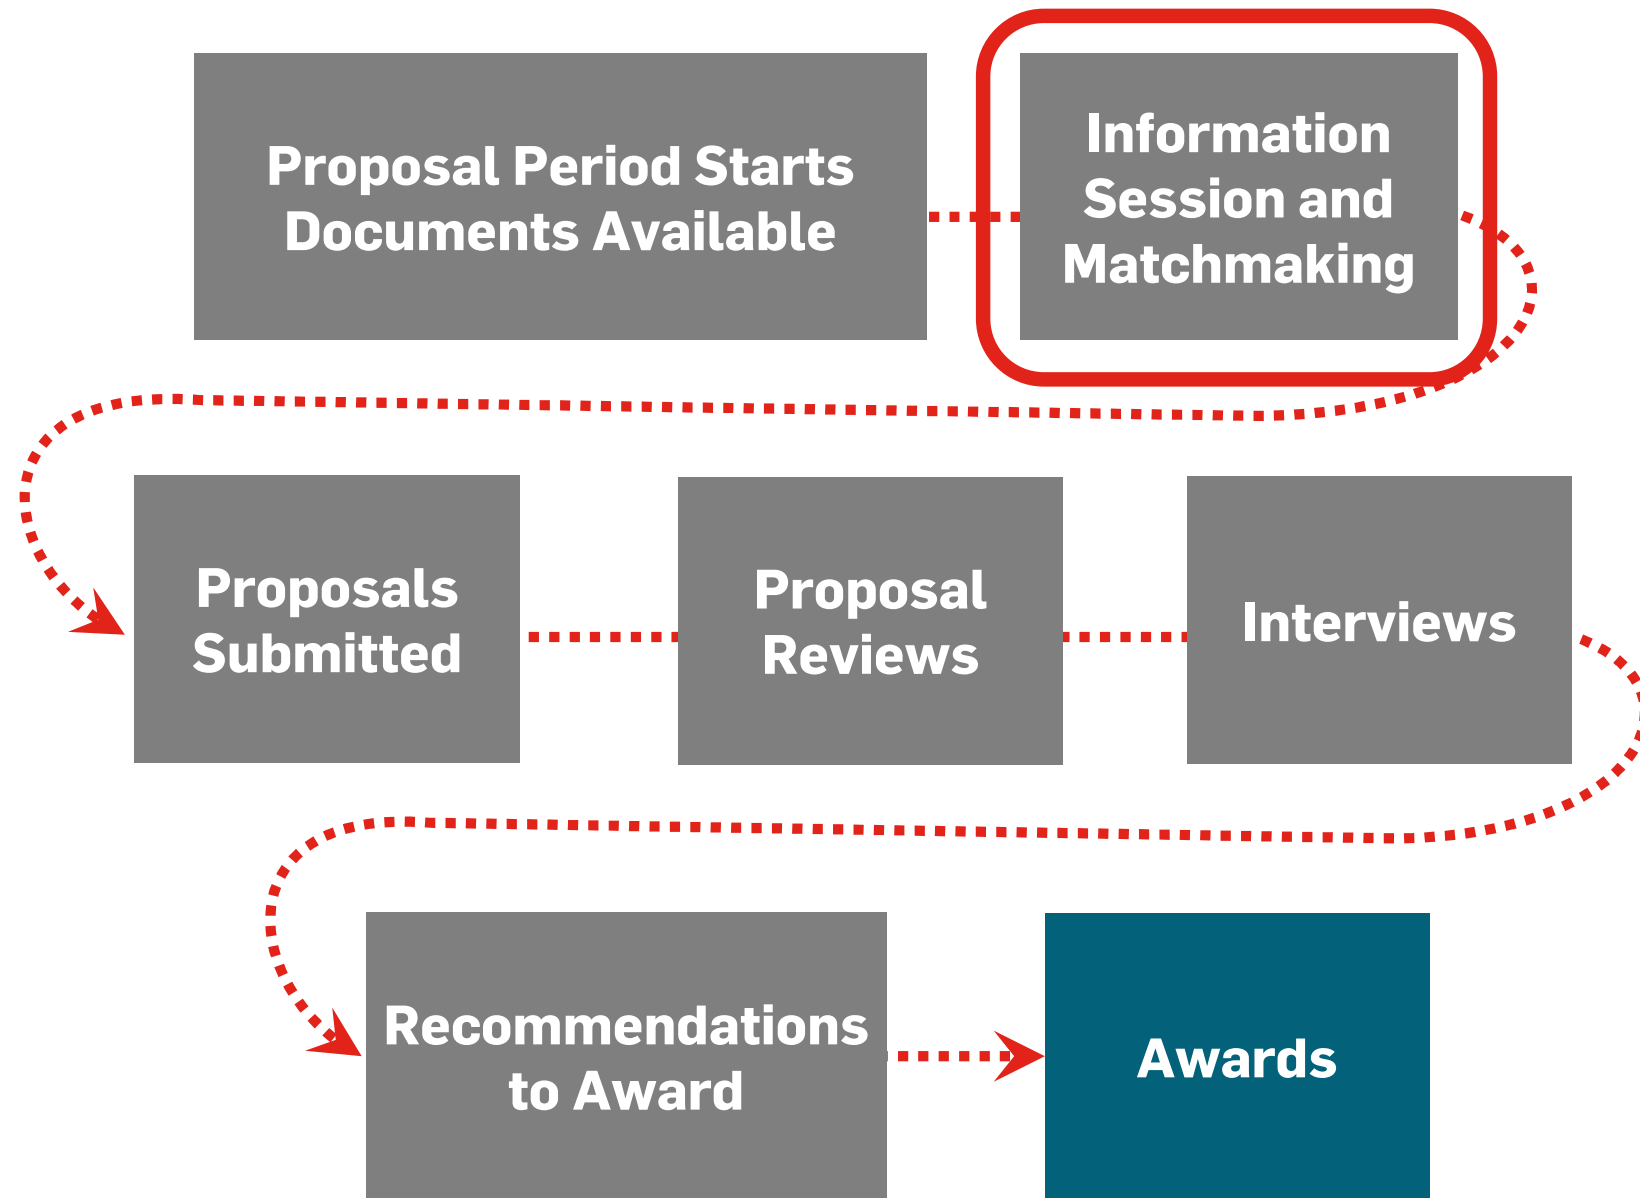 Proposal Period Starts
Documents Available
Information
Session and
Matchmaking
Proposals
Submitted
Proposal
Reviews
Interviews
Recommendations
to Award
Awards